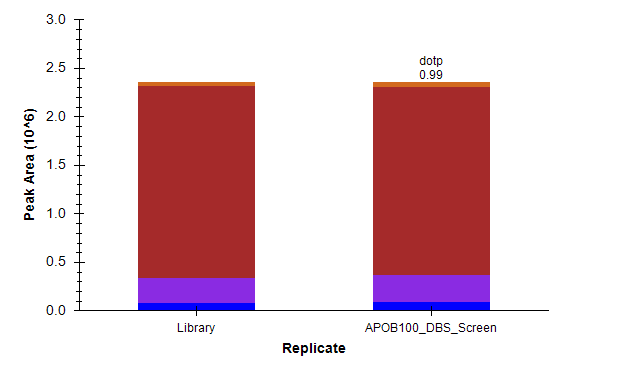 3.0
2.5
2.0
1.5
1.0
0.5
0.0
Peak Area (10^6)
dotp
0.99
Library
APOB100_DBS_Screen
Replicate